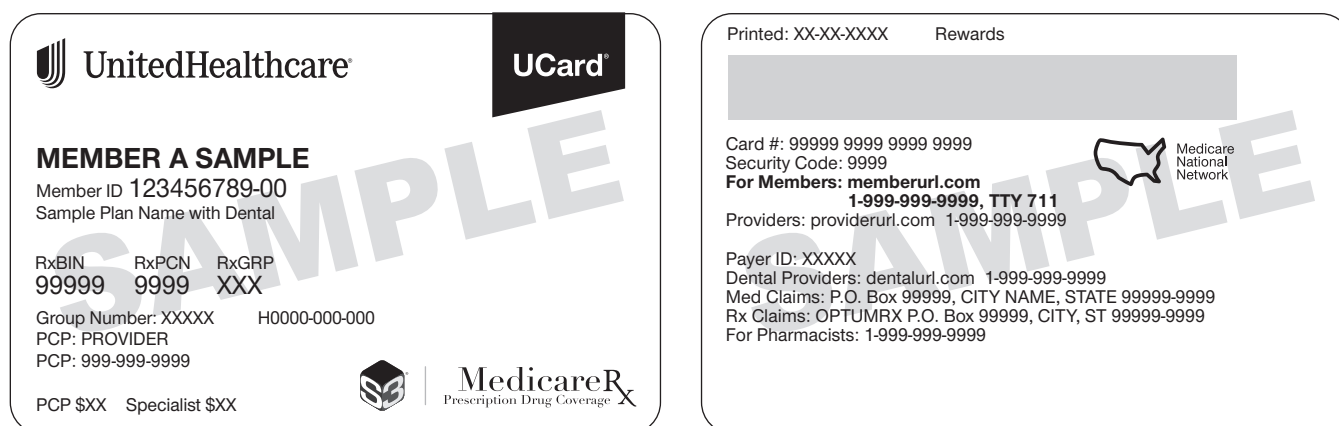 UnitedHealthcare®
UCard®
SAMPLE
MEMBER A SAMPLE
Member ID 123456789-00
Sample Plan Name with Dental
RxBIN RxPCN RxGRP
99999 9999 XXX
Group Number: XXXXX H0000-000-000
PCP: PROVIDER
PCP: 999-999-9999
PCP $XX Specialist $XX
S3
MedicareRx
Prescription Drug Coverage
Printed: XX-XX-XXXX Rewards
SAMPLE
Card #: 99999 9999 9999 9999
Security Code: 9999
For Members: memberurl.com
1-999-999-9999, TTY 711
Providers: providerurl.com 1-999-999-9999
Medicare
National
Network
Payer ID: XXXXX
Dental Providers: dentalurl.com 1-999-999-9999
Med Claims: P.O. Box 99999, CITY NAME, STATE 99999-9999
Rx Claims: OPTUMRX P.O. Box 99999, CITY, ST 99999-9999
For Pharmacists: 1-999-999-9999